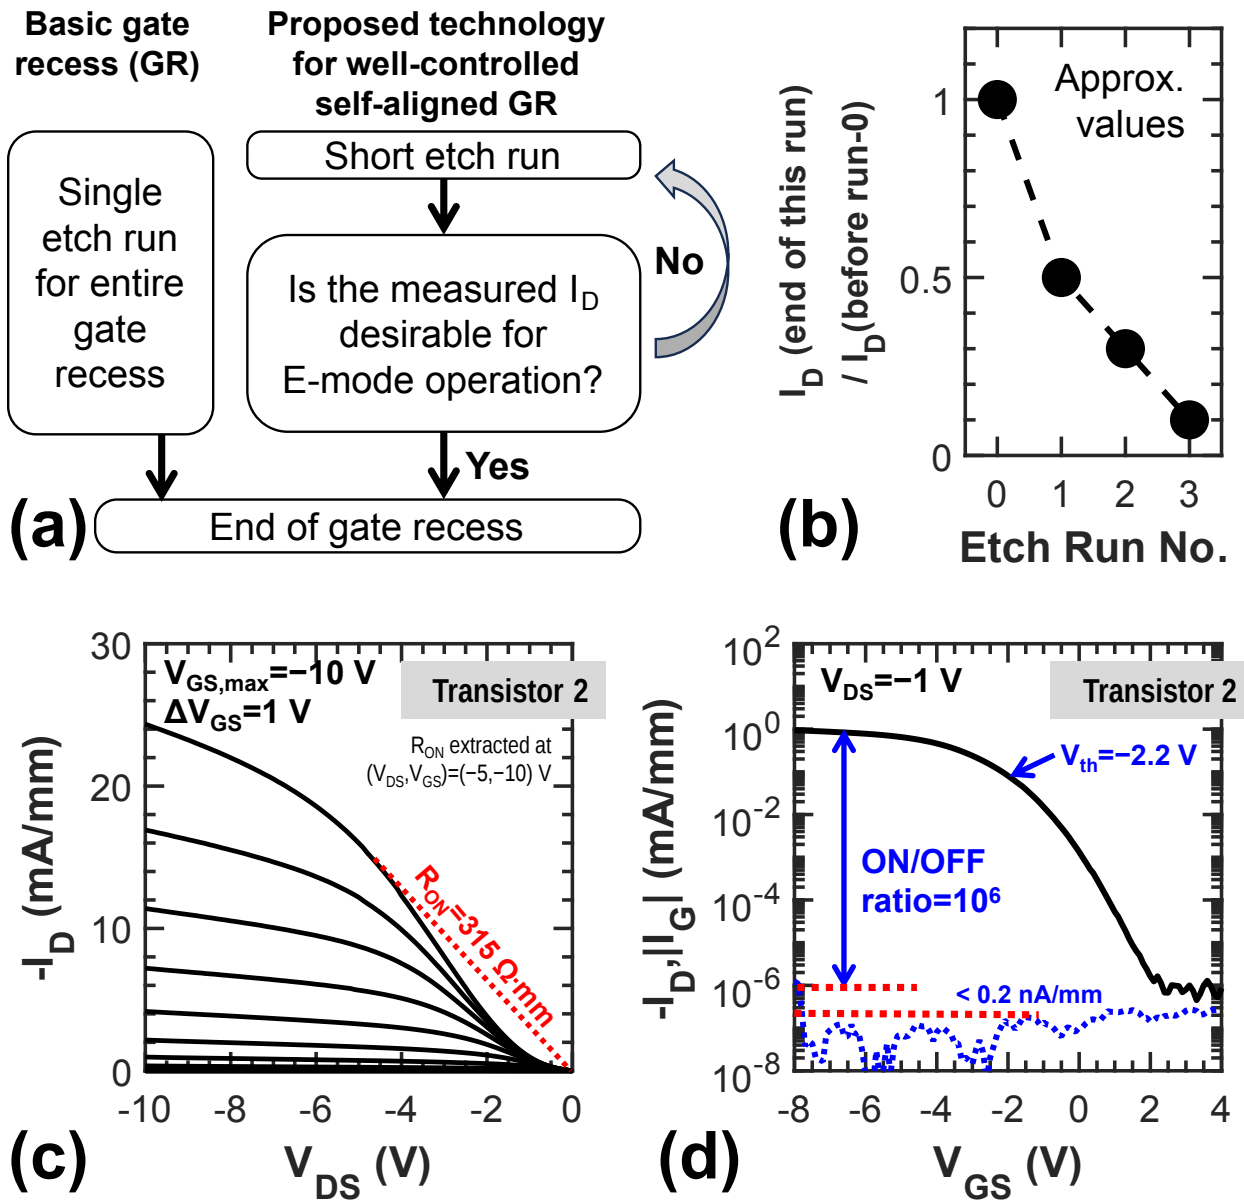 Basic gate
recess (GR)
Proposed technology
for well-controlled
self-aligned GR
Single
etch run
for entire
gate
recess
Short etch run
Is the measured I_D
desirable for
E-mode operation?
No
Yes
End of gate recess
(a)
I_D (end of this run)
/ I_D(before run-0)
Approx.
values
1
0.5
0
0 1 2 3
Etch Run No.
(b)
-I_D (mA/mm)
30
20
10
0
V_GS,max=−10 V
ΔV_GS=1 V
Transistor 2
R_ON extracted at
(V_DS,V_GS)=(−5,−10) V
R_ON=315 Ω·mm
-10 -8 -6 -4 -2 0
V_DS (V)
(c)
-I_D,|I_G| (mA/mm)
10²
10⁰
10⁻²
10⁻⁴
10⁻⁶
10⁻⁸
V_DS=−1 V
Transistor 2
V_th=−2.2 V
ON/OFF
ratio=10⁶
< 0.2 nA/mm
-8 -6 -4 -2 0 2 4
V_GS (V)
(d)